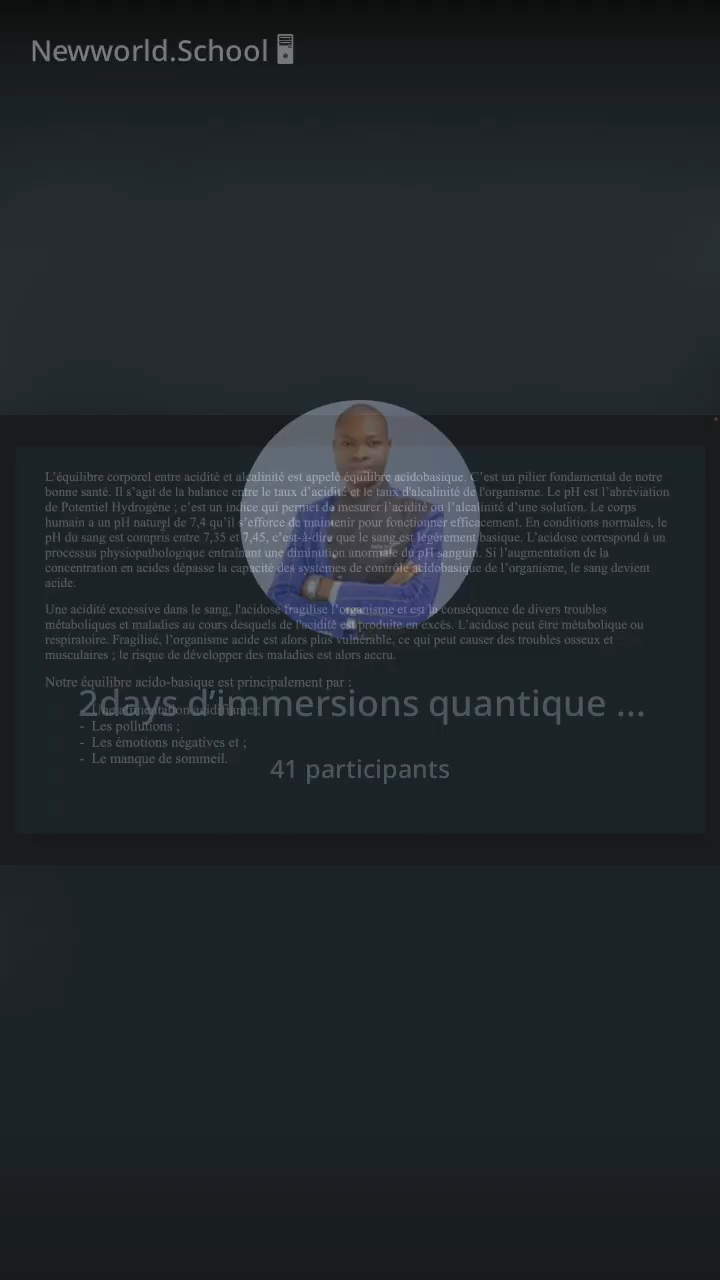 Newworld.School
L'équilibre corporel entre acidité et alcalinité est appelé équilibre acidobasique. C'est un pilier fondamental de notre
bonne santé. Il s'agit de la balance entre le taux d'acidité et le taux d'alcalinité de l'organisme. Le pH est l'abréviation
de Potentiel Hydrogène ; c'est un indice qui permet de mesurer l'acidité ou l'alcalinité d'une solution. Le corps
humain a un pH naturel de 7,4 qu'il s'efforce de maintenir pour fonctionner efficacement. En conditions normales, le
pH du sang est compris entre 7,35 et 7,45, c'est-à-dire que le sang est légèrement basique. L'acidose correspond à un
processus physiopathologique entraînant une diminution anormale du pH sanguin. Si l'augmentation de la
concentration en acides dépasse la capacité des systèmes de contrôle acidobasique de l'organisme, le sang devient
acide.
Une acidité excessive dans le sang, l'acidose fragilise l'organisme et est la conséquence de divers troubles
métaboliques et maladies au cours desquels de l'acidité est produite en excès. L'acidose peut être métabolique ou
respiratoire. Fragilisé, l'organisme acide est alors plus vulnérable, ce qui peut causer des troubles osseux et
musculaires ; le risque de développer des maladies est alors accru.
Notre équilibre acido-basique est principalement par :
2days d'immersions quantique ...
- Une alimentation acidifiante ;
- Les pollutions ;
- Les émotions négatives et ;
- Le manque de sommeil.
41 participants